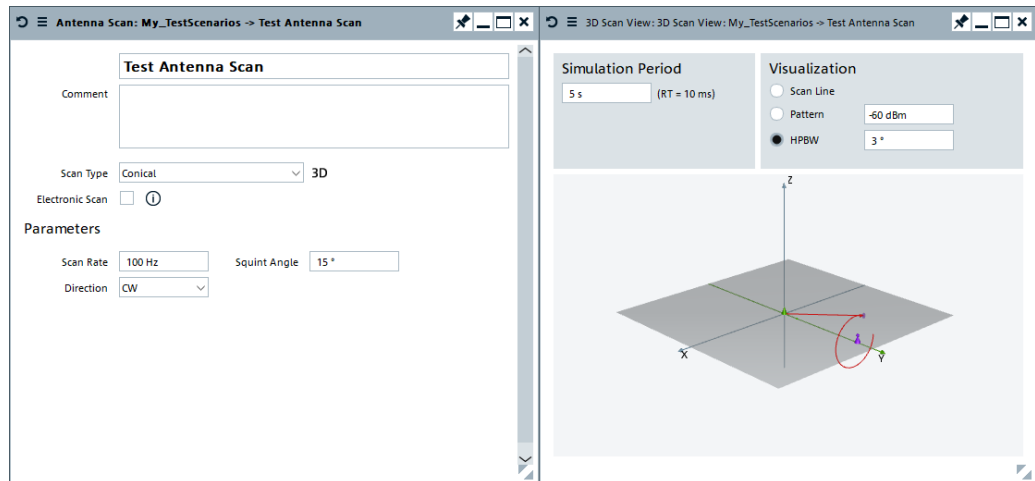 Antenna Scan: My_TestScenarios -> Test Antenna Scan
Test Antenna Scan
Comment
Scan Type Conical 3D
Electronic Scan
Parameters
Scan Rate 100 Hz Squint Angle 15 °
Direction CW
3D Scan View: 3D Scan View: My_TestScenarios -> Test Antenna Scan
Simulation Period
5 s (RT = 10 ms)
Visualization
Scan Line
Pattern -60 dBm
HPBW 3 °
Z
X
Y